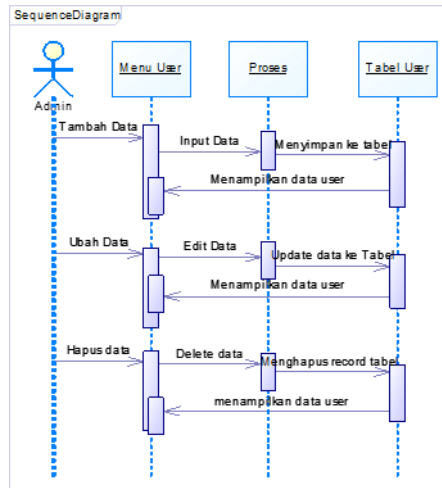 SequenceDiagram
Menu User
Proses
Tabel User
Admin
Tambah Data
Input Data
Menyimpan ke tabel
Menampilkan data user
Ubah Data
Edit Data
Update data ke Tabel
Menampilkan data user
Hapus data
Delete data
Menghapus record tabel
menampilkan data user